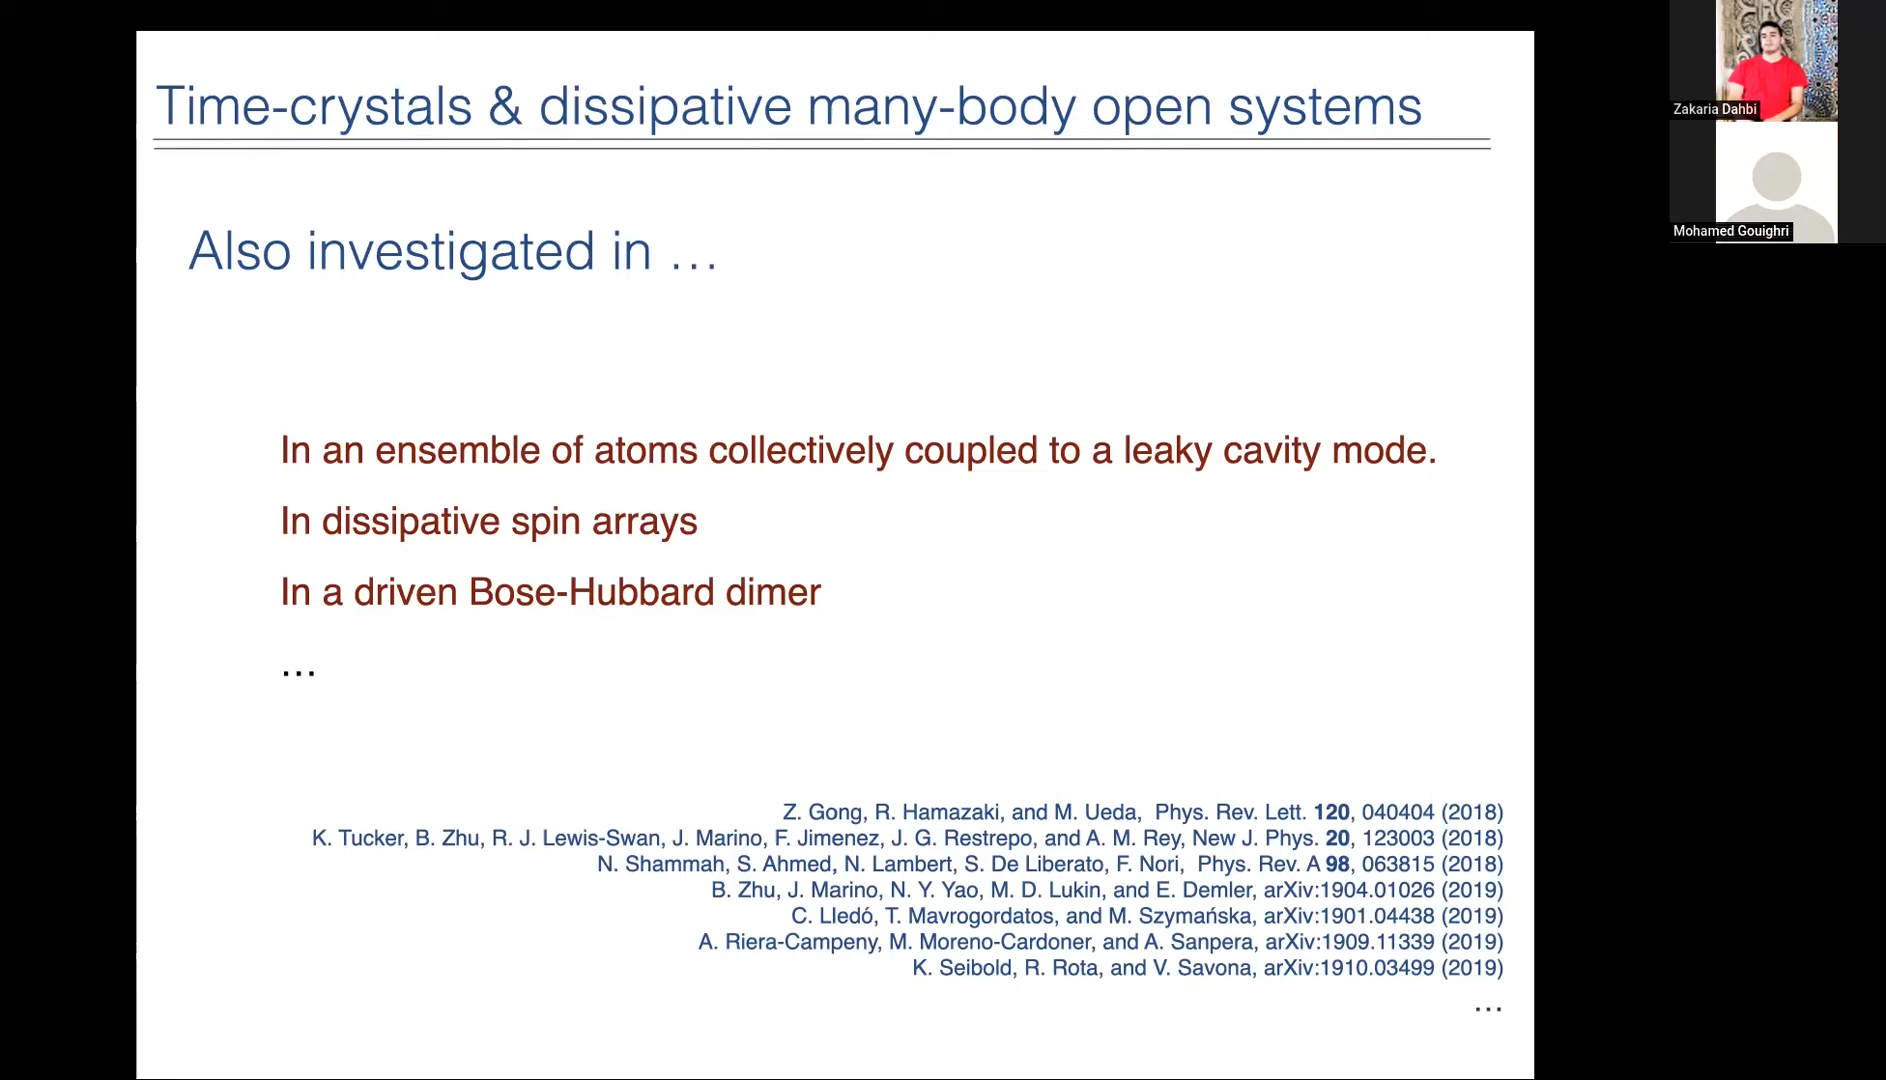 Time-crystals & dissipative many-body open systems
Also investigated in …
In an ensemble of atoms collectively coupled to a leaky cavity mode.
In dissipative spin arrays
In a driven Bose-Hubbard dimer
…
Z. Gong, R. Hamazaki, and M. Ueda, Phys. Rev. Lett. 120, 040404 (2018)
K. Tucker, B. Zhu, R. J. Lewis-Swan, J. Marino, F. Jimenez, J. G. Restrepo, and A. M. Rey, New J. Phys. 20, 123003 (2018)
N. Shammah, S. Ahmed, N. Lambert, S. De Liberato, F. Nori, Phys. Rev. A 98, 063815 (2018)
B. Zhu, J. Marino, N. Y. Yao, M. D. Lukin, and E. Demler, arXiv:1904.01026 (2019)
C. Lledó, T. Mavrogordatos, and M. Szymańska, arXiv:1901.04438 (2019)
A. Riera-Campeny, M. Moreno-Cardoner, and A. Sanpera, arXiv:1909.11339 (2019)
K. Seibold, R. Rota, and V. Savona, arXiv:1910.03499 (2019)
…
Zakaria Dahbi
Mohamed Gouighri